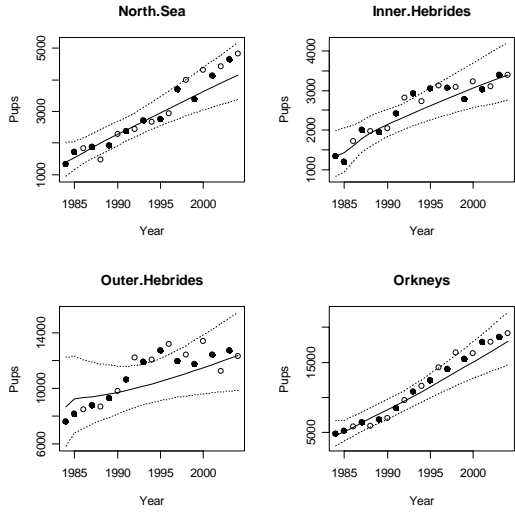 North.Sea
Pups
5000
3000
1000
1985 1990 1995 2000
Year
Inner.Hebrides
Pups
4000
3000
2000
1000
1985 1990 1995 2000
Year
Outer.Hebrides
Pups
14000
10000
6000
1985 1990 1995 2000
Year
Orkneys
Pups
15000
5000
1985 1990 1995 2000
Year